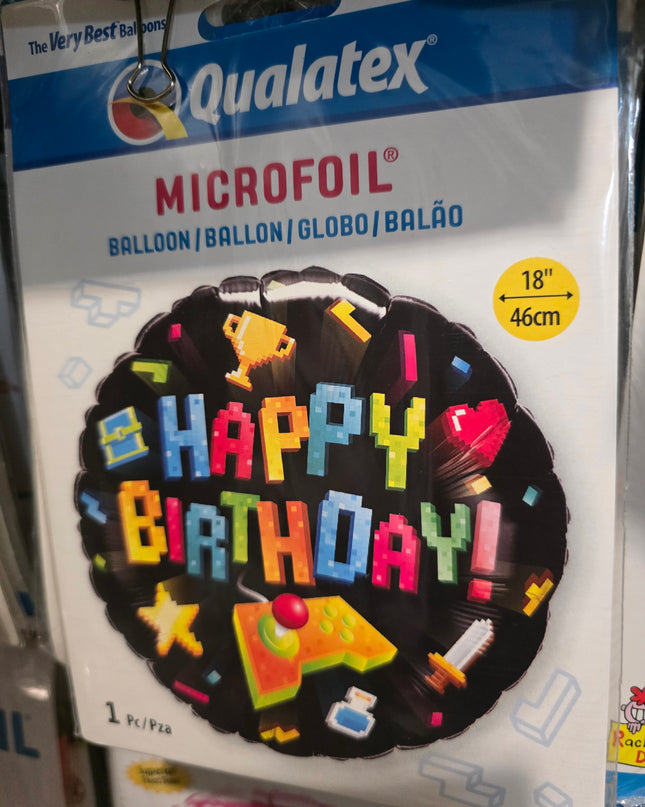 The Very Best Balloons
Qualatex®
MICROFOIL®
BALLOON / BALLON / GLOBO / BALÃO
18"
46cm
HAPPY
BIRTHDAY!
1 Pc/Pza